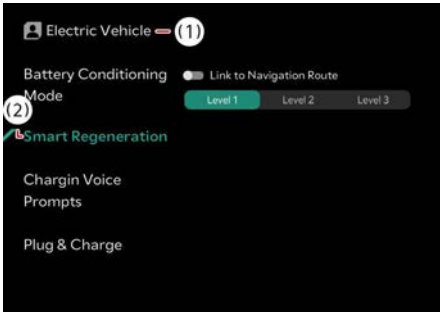 Electric Vehicle (1)
Battery Conditioning Mode
Link to Navigation Route
Level 1 Level 2 Level 3
(2)
Smart Regeneration
Chargin Voice
Prompts
Plug & Charge